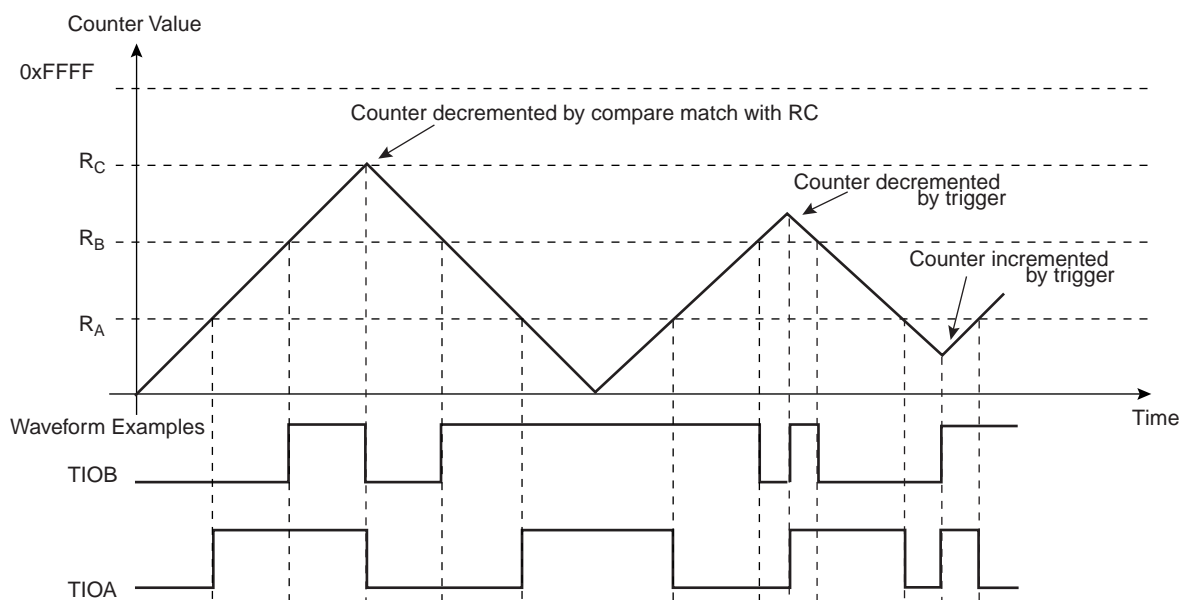 Counter Value
0xFFFF
Counter decremented by compare match with RC
RC
Counter decremented
by trigger
RB
Counter incremented
by trigger
RA
Time
Waveform Examples
TIOB
TIOA